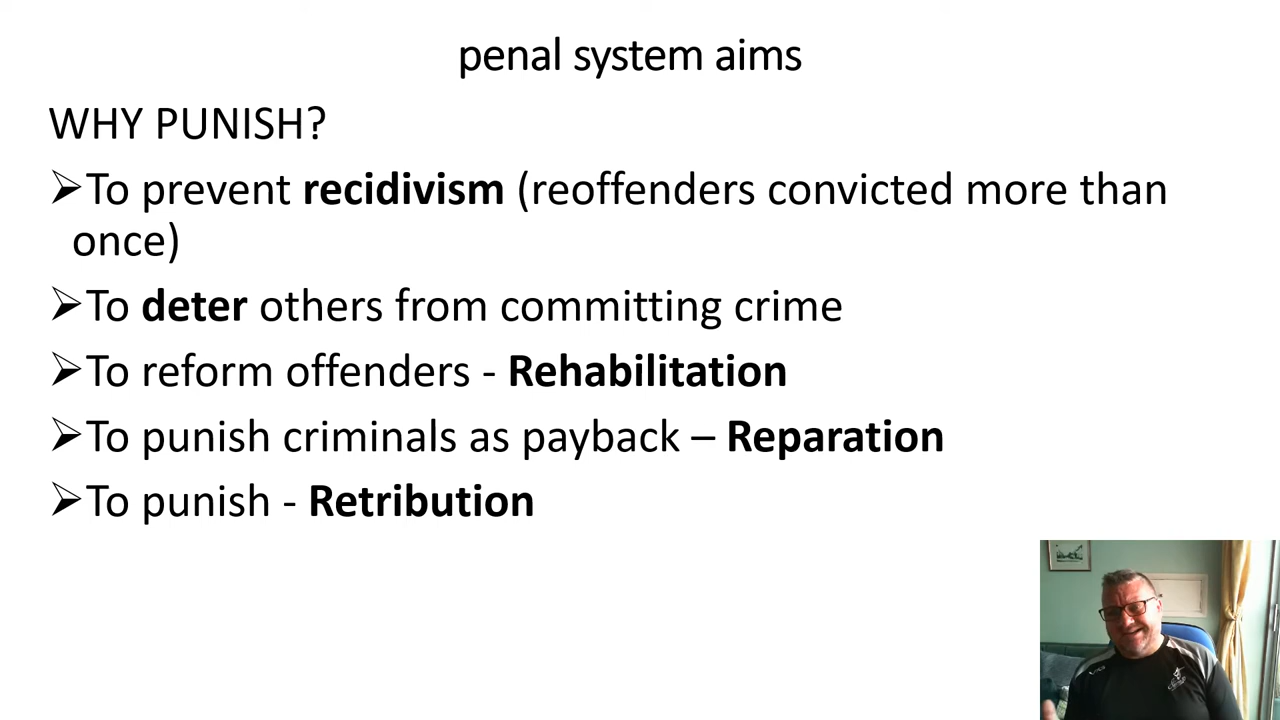 penal system aims
WHY PUNISH?
➢To prevent recidivism (reoffenders convicted more than
once)
➢To deter others from committing crime
➢To reform offenders - Rehabilitation
➢To punish criminals as payback – Reparation
➢To punish - Retribution